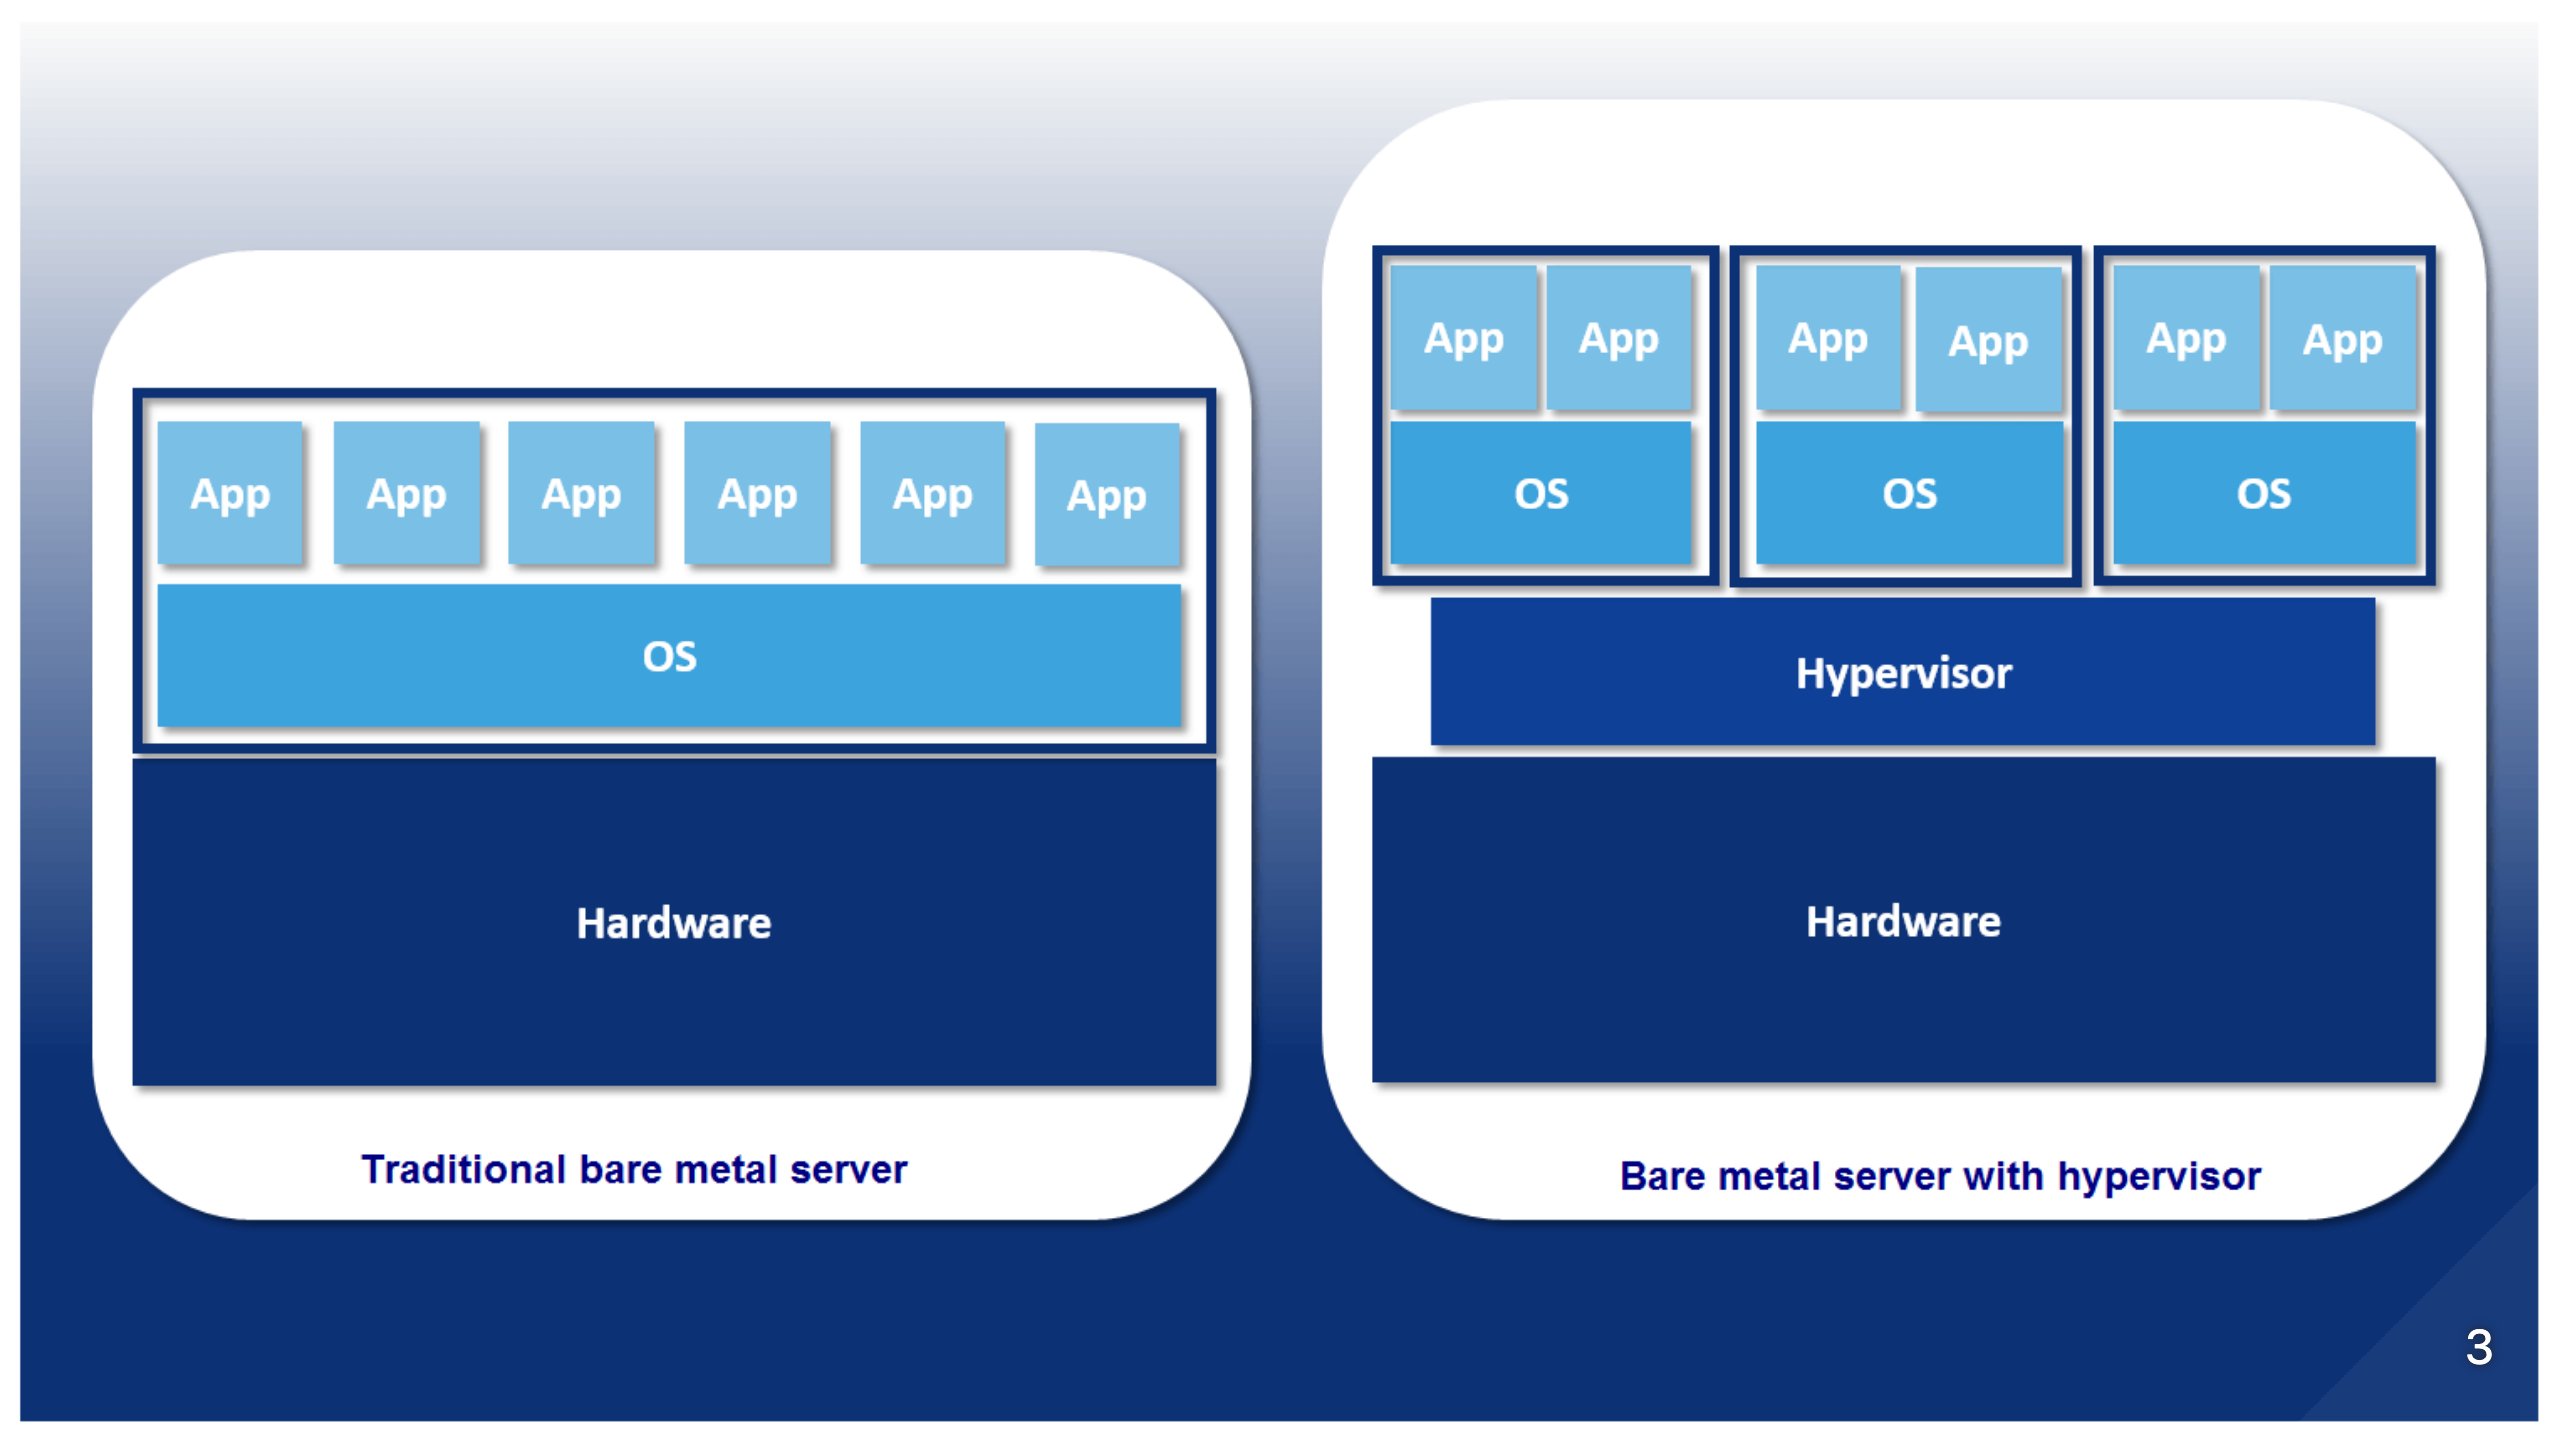 App App App App App App
OS
Hardware
Traditional bare metal server
App App App App App App
OS OS OS
Hypervisor
Hardware
Bare metal server with hypervisor
3